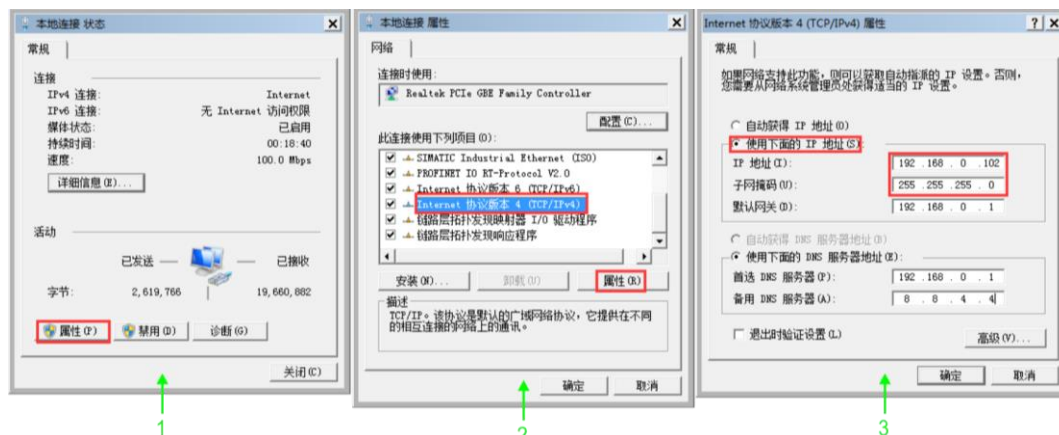 本地连接 状态
常规
连接
IPv4 连接: Internet
IPv6 连接: 无 Internet 访问权限
媒体状态: 已启用
持续时间: 00:18:40
速度: 100.0 Mbps
详细信息(E)...
活动
已发送 — — 已接收
字节: 2,619,766 19,660,882
属性(P) 禁用(D) 诊断(G)
关闭(C)
1
本地连接 属性
网络
连接时使用:
Realtek PCIe GBE Family Controller
配置(C)...
此连接使用下列项目(O):
SIMATIC Industrial Ethernet (ISO)
PROFINET IO RT-Protocol V2.0
Internet 协议版本 6 (TCP/IPv6)
Internet 协议版本 4 (TCP/IPv4)
链路层拓扑发现映射器 I/O 驱动程序
链路层拓扑发现响应程序
安装(N)... 卸载(U) 属性(R)
描述
TCP/IP。该协议是默认的广域网络协议，它提供在不同
的相互连接的网络上的通讯。
确定 取消
2
Internet 协议版本 4 (TCP/IPv4) 属性
常规
如果网络支持此功能，则可以获取自动指派的 IP 设置。否则，
您需要从网络系统管理员处获得适当的 IP 设置。
自动获得 IP 地址(O)
使用下面的 IP 地址(S):
IP 地址(I): 192 .168 . 0 .102
子网掩码(U): 255 .255 .255 . 0
默认网关(D): 192 .168 . 0 . 1
自动获得 DNS 服务器地址(B)
使用下面的 DNS 服务器地址(E):
首选 DNS 服务器(P): 192 .168 . 0 . 1
备用 DNS 服务器(A): 8 . 8 . 4 . 4
退出时验证设置(L)
高级(V)...
确定 取消
3